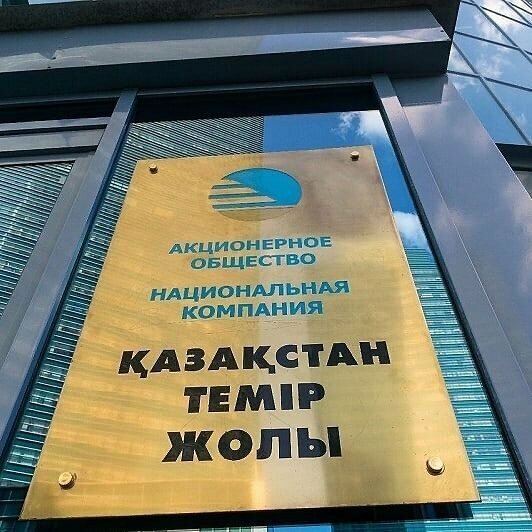 АКЦИОНЕРНОЕ
ОБЩЕСТВО
НАЦИОНАЛЬНАЯ
КОМПАНИЯ
ҚАЗАҚСТАН
ТЕМІР
ЖОЛЫ